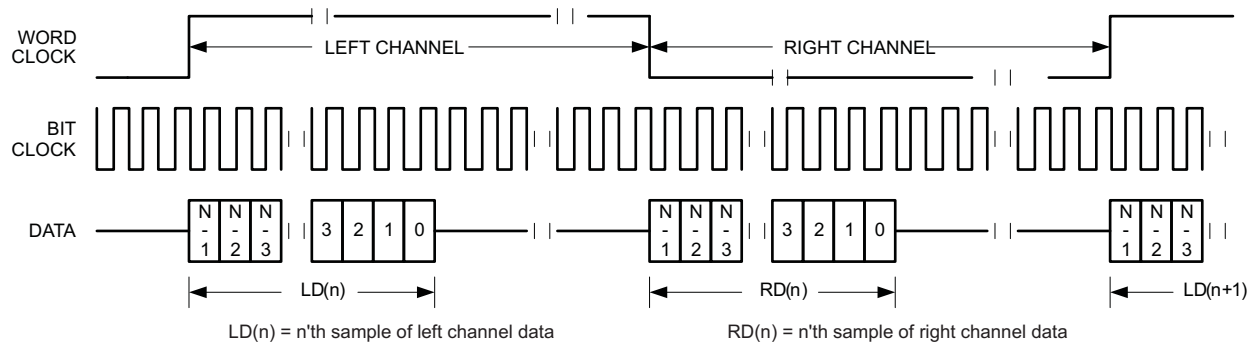 WORD
CLOCK
LEFT CHANNEL
RIGHT CHANNEL
BIT
CLOCK
DATA
N
-
1
N
-
2
N
-
3
3
2
1
0
N
-
1
N
-
2
N
-
3
3
2
1
0
N
-
1
N
-
2
N
-
3
LD(n)
RD(n)
LD(n+1)
LD(n) = n'th sample of left channel data
RD(n) = n'th sample of right channel data